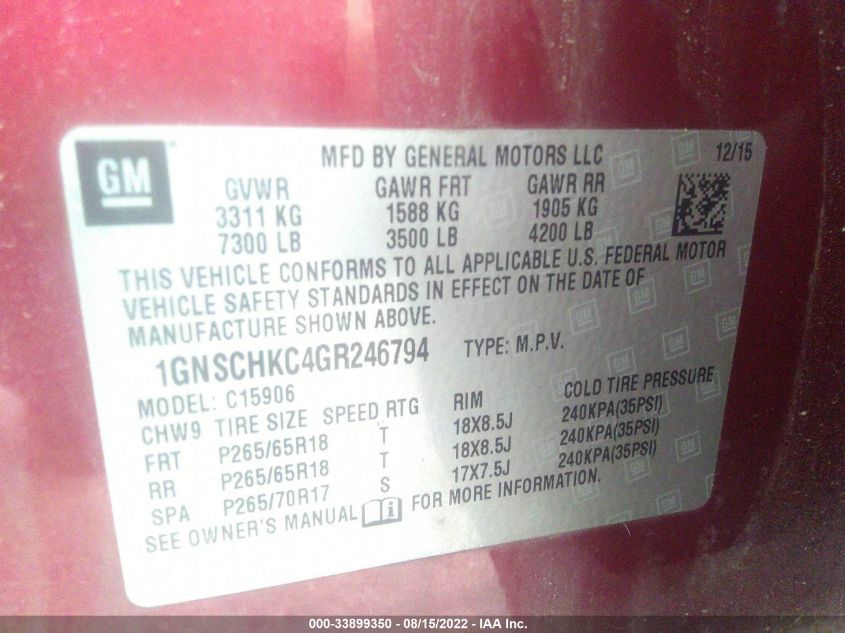 GM
MFD BY GENERAL MOTORS LLC 12/15
GVWR GAWR FRT GAWR RR
3311 KG 1588 KG 1905 KG
7300 LB 3500 LB 4200 LB
THIS VEHICLE CONFORMS TO ALL APPLICABLE U.S. FEDERAL MOTOR
VEHICLE SAFETY STANDARDS IN EFFECT ON THE DATE OF
MANUFACTURE SHOWN ABOVE.
1GNSCHKC4GR246794 TYPE: M.P.V.
MODEL: C15906
CHW9 TIRE SIZE SPEED RTG RIM COLD TIRE PRESSURE
FRT P265/65R18 T 18X8.5J 240KPA(35PSI)
RR P265/65R18 T 18X8.5J 240KPA(35PSI)
SPA P265/70R17 S 17X7.5J 240KPA(35PSI)
SEE OWNER'S MANUAL FOR MORE INFORMATION.
000-33899350 - 08/15/2022 - IAA Inc.